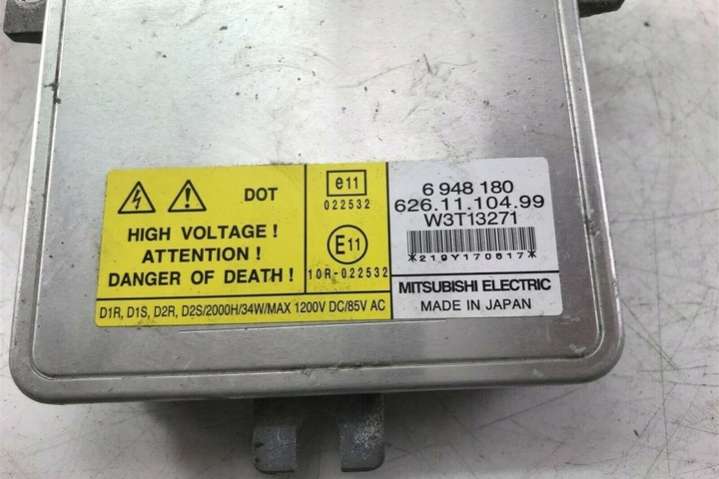 DOT
HIGH VOLTAGE !
ATTENTION !
DANGER OF DEATH !
e11
022532
E11
10R-022532
D1R, D1S, D2R, D2S/2000H/34W/MAX 1200V DC/85V AC
6 948 180
626.11.104.99
W3T13271
*219Y170617*
MITSUBISHI ELECTRIC
MADE IN JAPAN